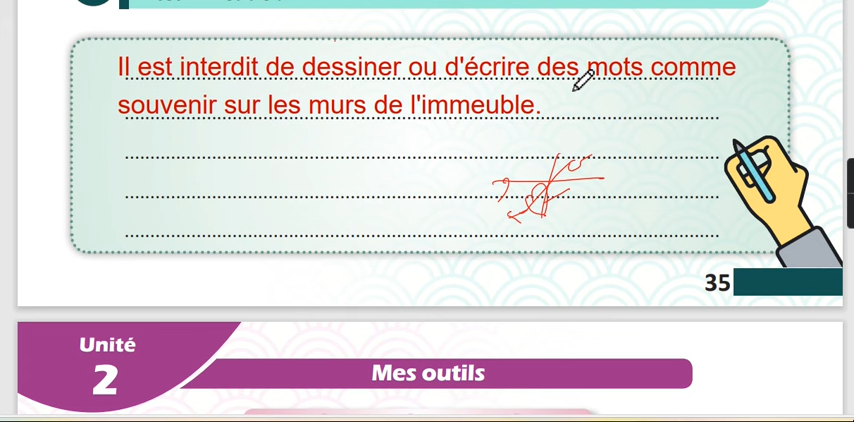 Il est interdit de dessiner ou d'écrire des mots comme
souvenir sur les murs de l'immeuble.
35
Unité
2
Mes outils